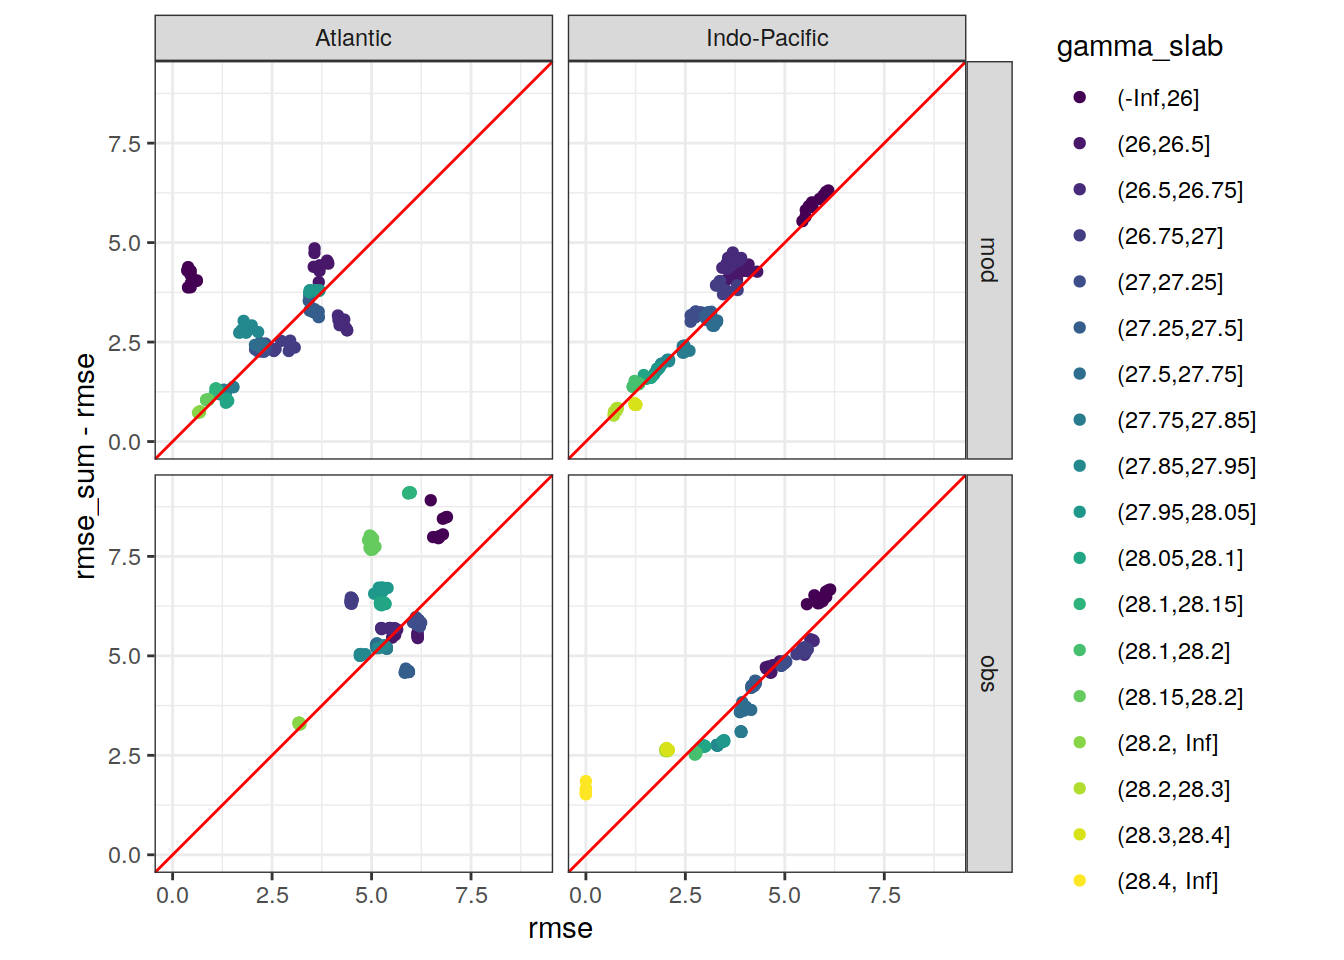 Atlantic
Indo-Pacific
mod
obs
7.5
5.0
2.5
0.0
7.5
5.0
2.5
0.0
0.0 2.5 5.0 7.5
0.0 2.5 5.0 7.5
rmse
rmse_sum - rmse
gamma_slab
(-Inf,26]
(26,26.5]
(26.5,26.75]
(26.75,27]
(27,27.25]
(27.25,27.5]
(27.5,27.75]
(27.75,27.85]
(27.85,27.95]
(27.95,28.05]
(28.05,28.1]
(28.1,28.15]
(28.1,28.2]
(28.15,28.2]
(28.2, Inf]
(28.2,28.3]
(28.3,28.4]
(28.4, Inf]